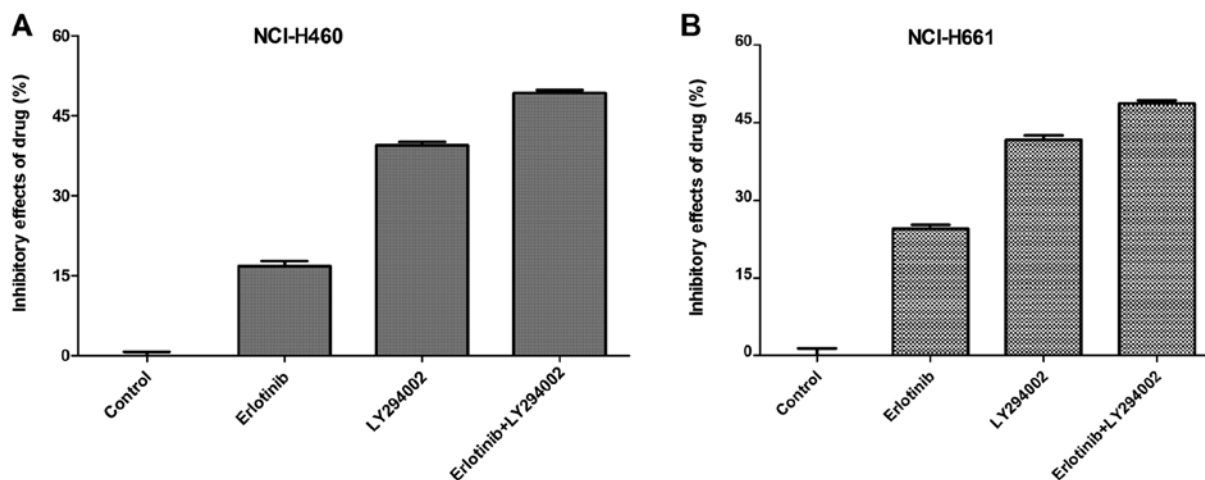 A
NCI-H460
Inhibitory effects of drug (%)
60
45
30
15
0
Control
Erlotinib
LY294002
Erlotinib+LY294002
B
NCI-H661
Inhibitory effects of drug (%)
60
45
30
15
0
Control
Erlotinib
LY294002
Erlotinib+LY294002